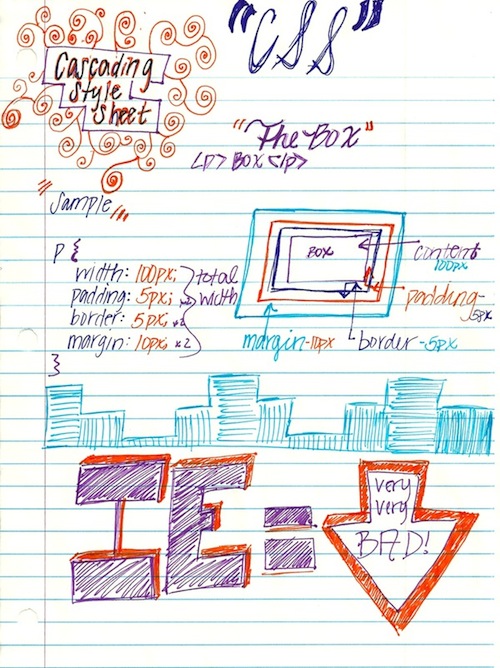 "CSS"
Cascading
Style
Sheet
"The Box"
<p> BOX </p>
"Sample"
p {
width: 100px;
padding: 5px; x2
border: 5px; x2
margin: 10px; x2
}
total
width
BOX
content
100px
padding-
5px
margin-10px
border-5px
IE =
very
very
BAD!